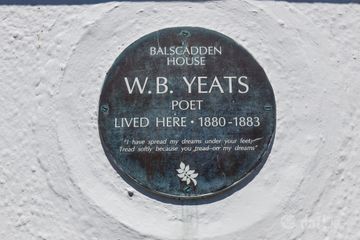 BALSCADDEN
HOUSE
W.B. YEATS
POET
LIVED HERE • 1880-1883
"I have spread my dreams under your feet;
Tread softly because you tread on my dreams"